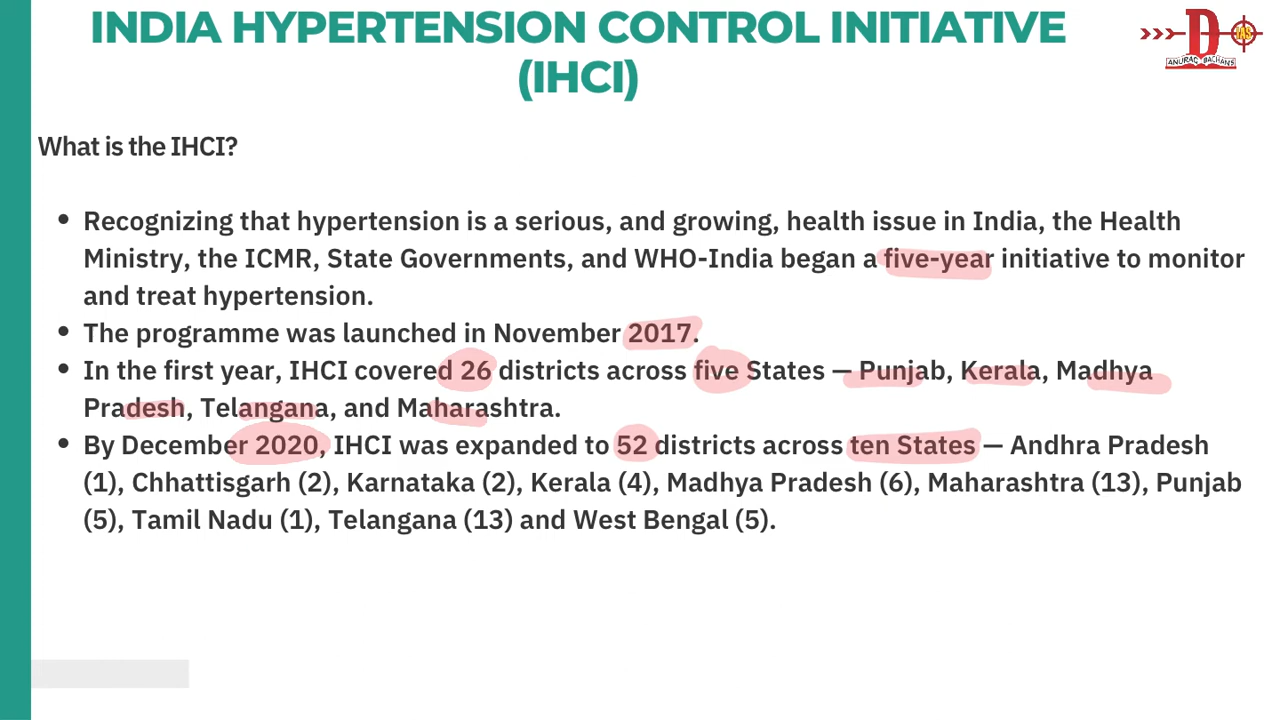 INDIA HYPERTENSION CONTROL INITIATIVE
(IHCI)
D
IAS
ANURAG BACHANS
What is the IHCI?
• Recognizing that hypertension is a serious, and growing, health issue in India, the Health
Ministry, the ICMR, State Governments, and WHO-India began a five-year initiative to monitor
and treat hypertension.
• The programme was launched in November 2017.
• In the first year, IHCI covered 26 districts across five States — Punjab, Kerala, Madhya
Pradesh, Telangana, and Maharashtra.
• By December 2020, IHCI was expanded to 52 districts across ten States — Andhra Pradesh
(1), Chhattisgarh (2), Karnataka (2), Kerala (4), Madhya Pradesh (6), Maharashtra (13), Punjab
(5), Tamil Nadu (1), Telangana (13) and West Bengal (5).